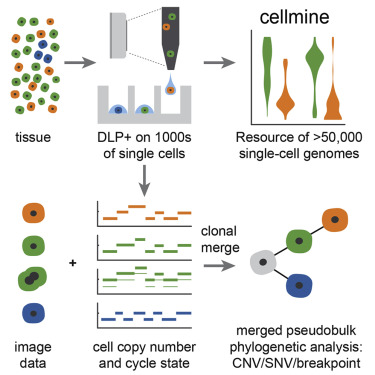 cellmine
tissue
DLP+ on 1000s
of single cells
Resource of >50,000
single-cell genomes
+
clonal
merge
image
data
cell copy number
and cycle state
merged pseudobulk
phylogenetic analysis:
CNV/SNV/breakpoint